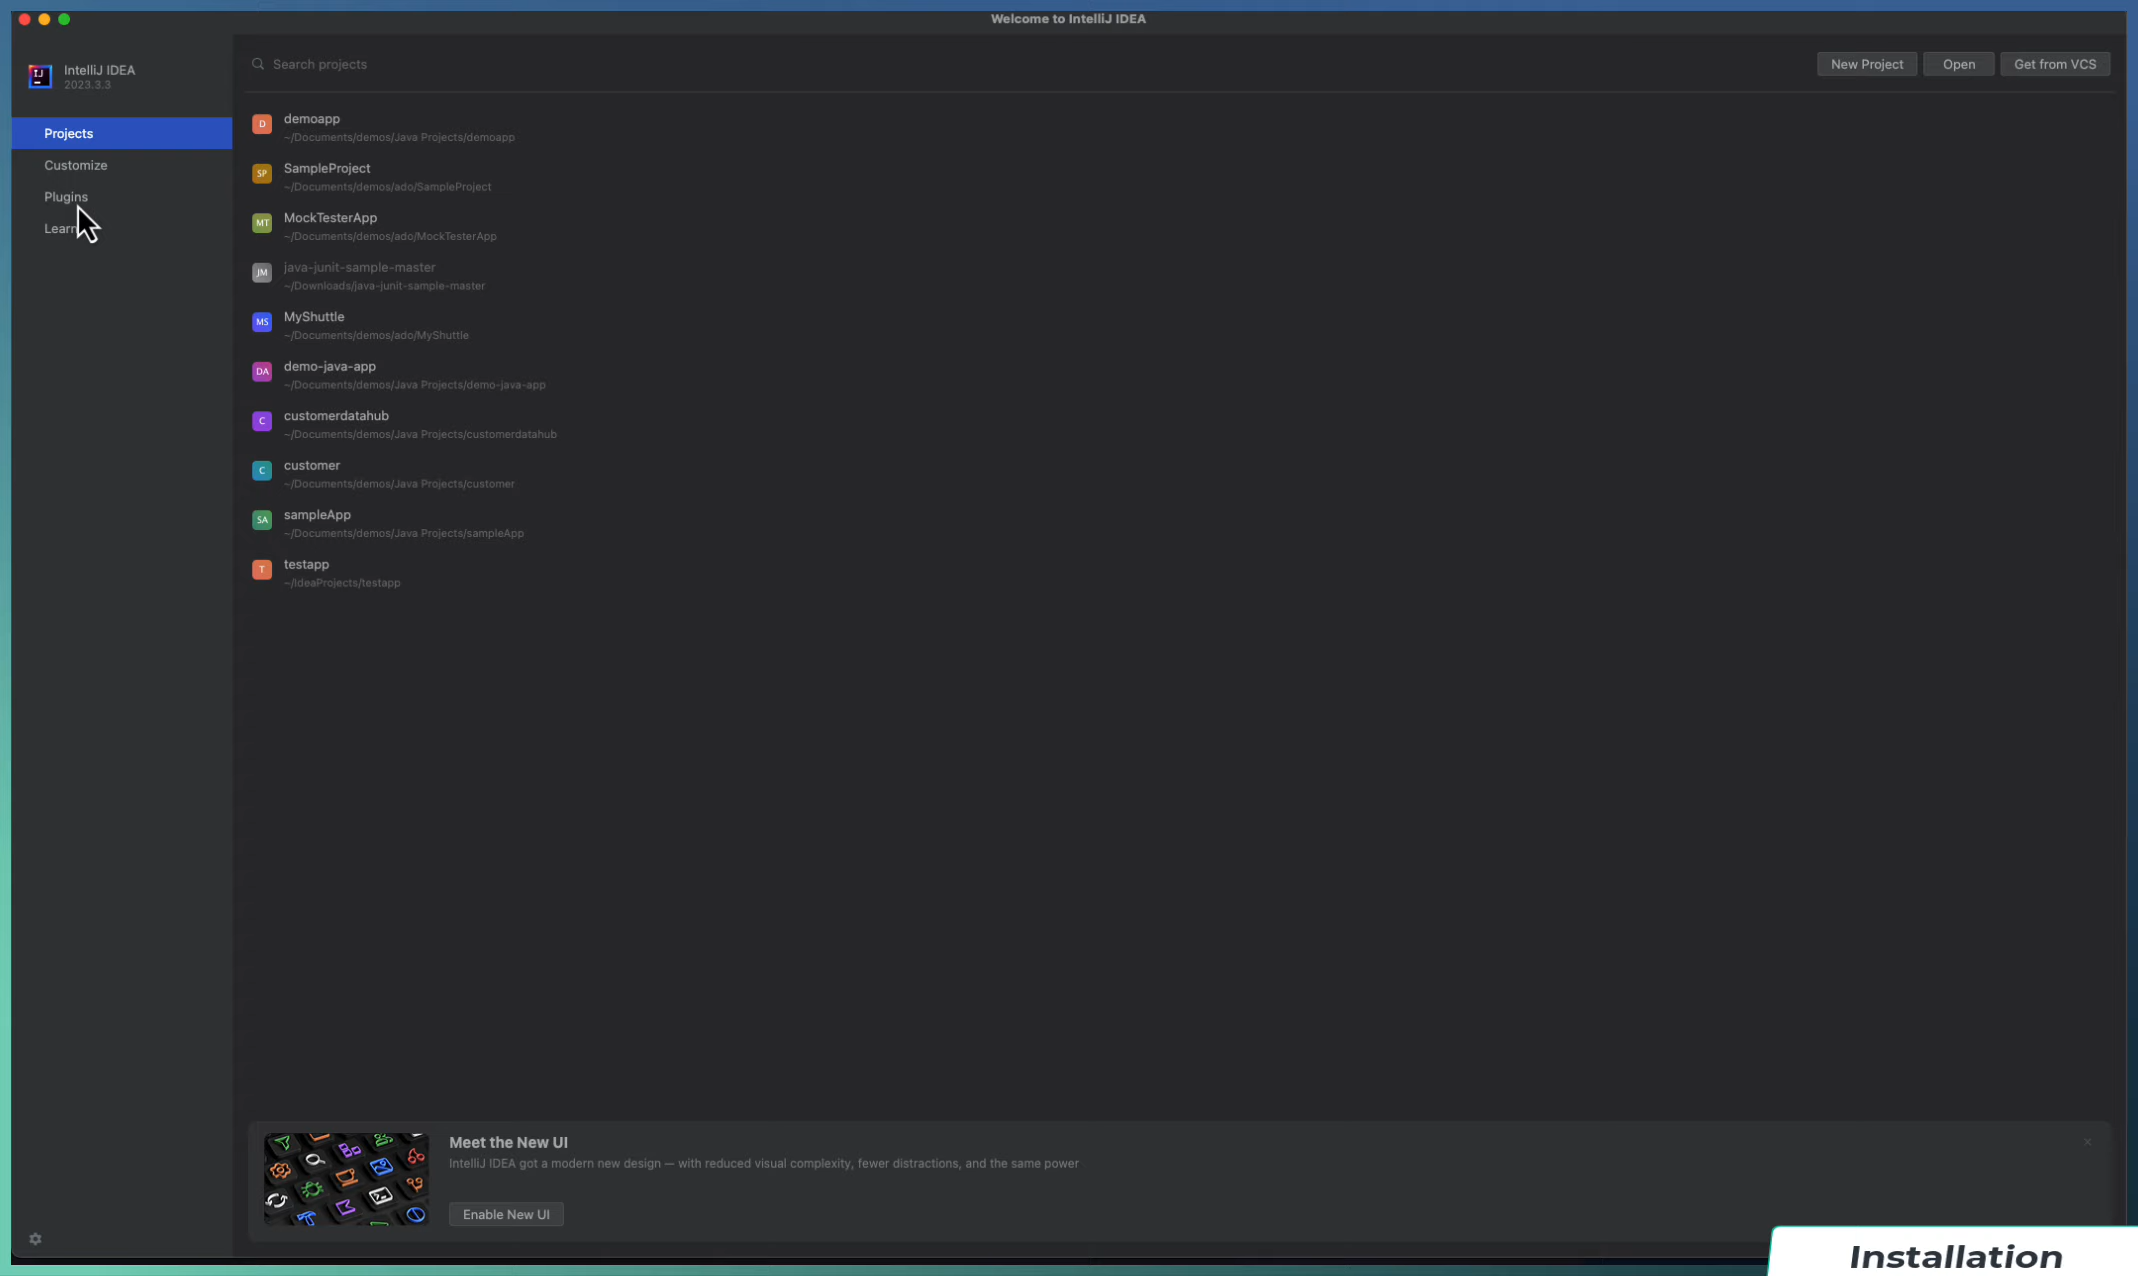 Welcome to IntelliJ IDEA
IntelliJ IDEA
2023.3.3
Projects
Customize
Plugins
Learn
Search projects
New Project
Open
Get from VCS
D
demoapp
~/Documents/demos/Java Projects/demoapp
SP
SampleProject
~/Documents/demos/ado/SampleProject
MT
MockTesterApp
~/Documents/demos/ado/MockTesterApp
JM
java-junit-sample-master
~/Downloads/java-junit-sample-master
MS
MyShuttle
~/Documents/demos/ado/MyShuttle
DA
demo-java-app
~/Documents/demos/Java Projects/demo-java-app
C
customerdatahub
~/Documents/demos/Java Projects/customerdatahub
C
customer
~/Documents/demos/Java Projects/customer
SA
sampleApp
~/Documents/demos/Java Projects/sampleApp
T
testapp
~/IdeaProjects/testapp
Meet the New UI
IntelliJ IDEA got a modern new design — with reduced visual complexity, fewer distractions, and the same power
Enable New UI
Installation